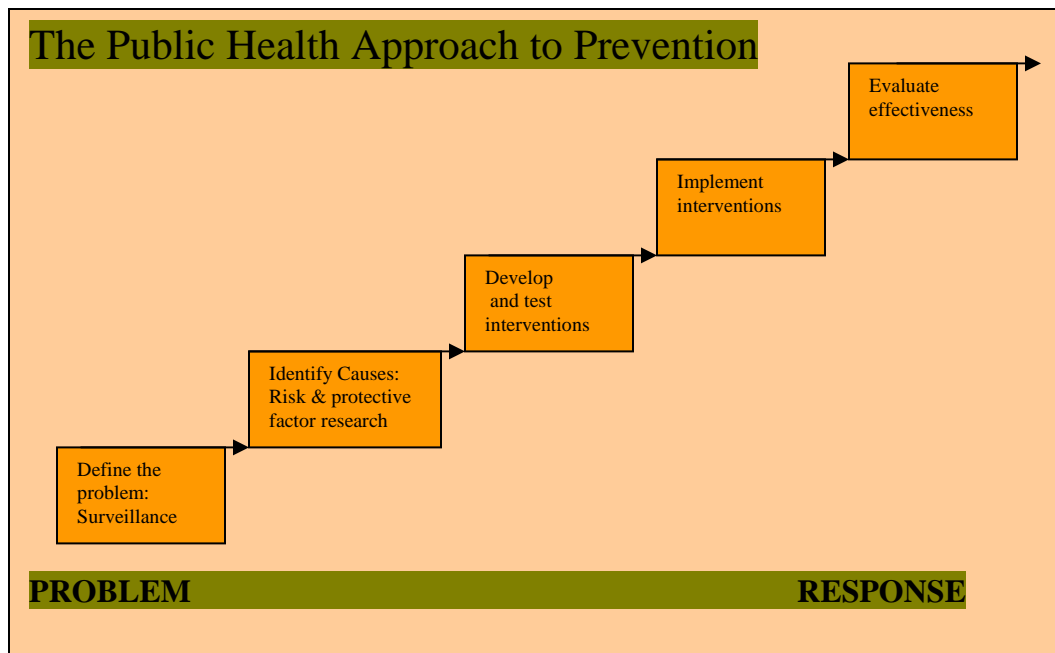 The Public Health Approach to Prevention
Evaluate
effectiveness
Implement
interventions
Develop
and test
interventions
Identify Causes:
Risk & protective
factor research
Define the
problem:
Surveillance
PROBLEM RESPONSE